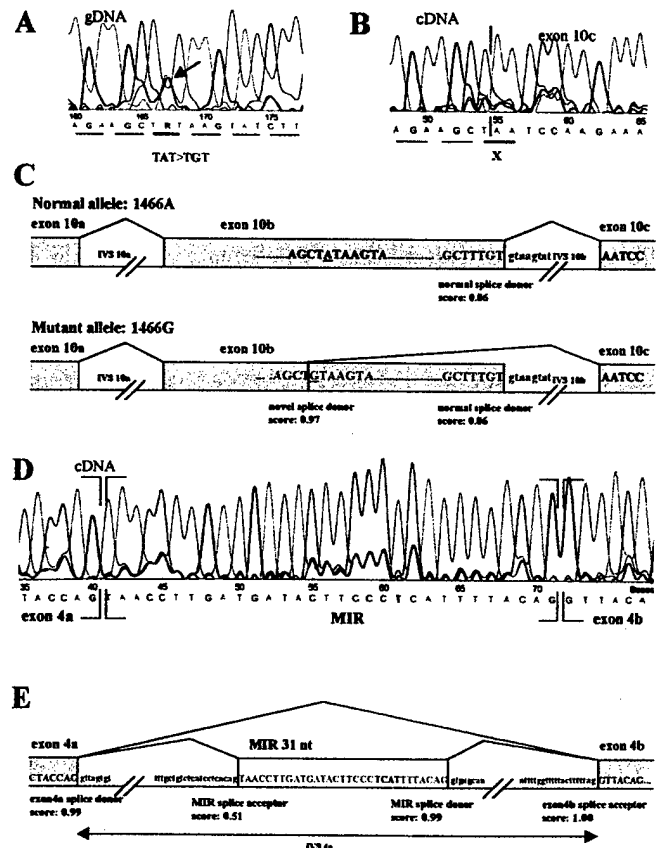 A
gDNA
160 165 170 175
A G A A G C T R T A A G T A T C T T
TAT>TGT
B
cDNA
exon 10c
50 55 60 65
A G A A G C T A A T C C A A G A A A
X
C
Normal allele: 1466A
exon 10a
exon 10b
exon 10c
IVS 10a
AGCTATAAGTA
GCTTTGT
gtaagtat
IVS 10b
AATCC
normal splice donor
score: 0.86
Mutant allele: 1466G
exon 10a
exon 10b
exon 10c
IVS 10a
AGCTGTAAGTA
GCTTTGT
gtaagtat
IVS 10b
AATCC
novel splice donor
score: 0.97
normal splice donor
score: 0.86
D
cDNA
35 40 45 50 55 60 65 70
T A C C A G T A A C C T T G A T G A T A C T T C C C T C A T T T T A C A G G T T A C A
exon 4a
MIR
exon 4b
E
exon 4a
MIR 31 nt
exon 4b
CTACCAG
TAACCTTGATGATACTTCCCTCATTTTACAG
GTTACAG...
exon4a splice donor
score: 0.99
MIR splice acceptor
score: 0.51
MIR splice donor
score: 0.99
exon4b splice acceptor
score: 1.00